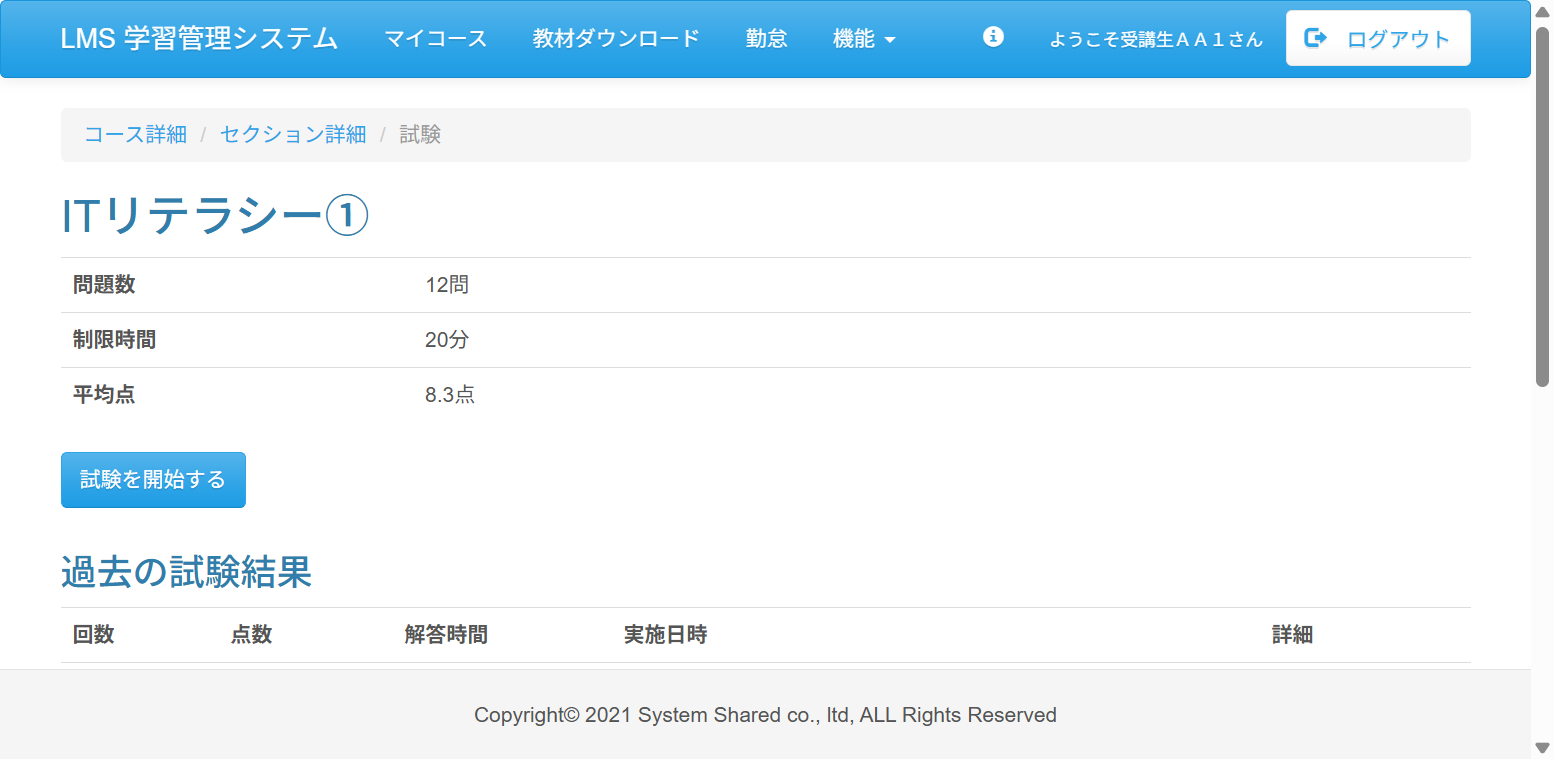 LMS 学習管理システム マイコース 教材ダウンロード 勤怠 機能 ようこそ受講生ＡＡ１さん ログアウト
コース詳細 / セクション詳細 / 試験
ITリテラシー①
問題数 12問
制限時間 20分
平均点 8.3点
試験を開始する
過去の試験結果
回数 点数 解答時間 実施日時 詳細
Copyright© 2021 System Shared co., ltd, ALL Rights Reserved